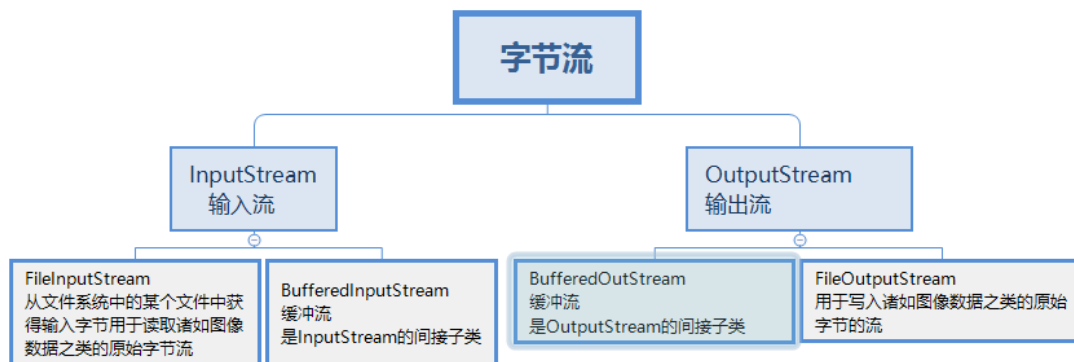 字节流
InputStream
输入流
OutputStream
输出流
FileInputStream
从文件系统中的某个文件中获
得输入字节用于读取诸如图像
数据之类的原始字节流
BufferedInputStream
缓冲流
是InputStream的间接子类
BufferedOutStream
缓冲流
是OutputStream的间接子类
FileOutputStream
用于写入诸如图像数据之类的原始
字节的流